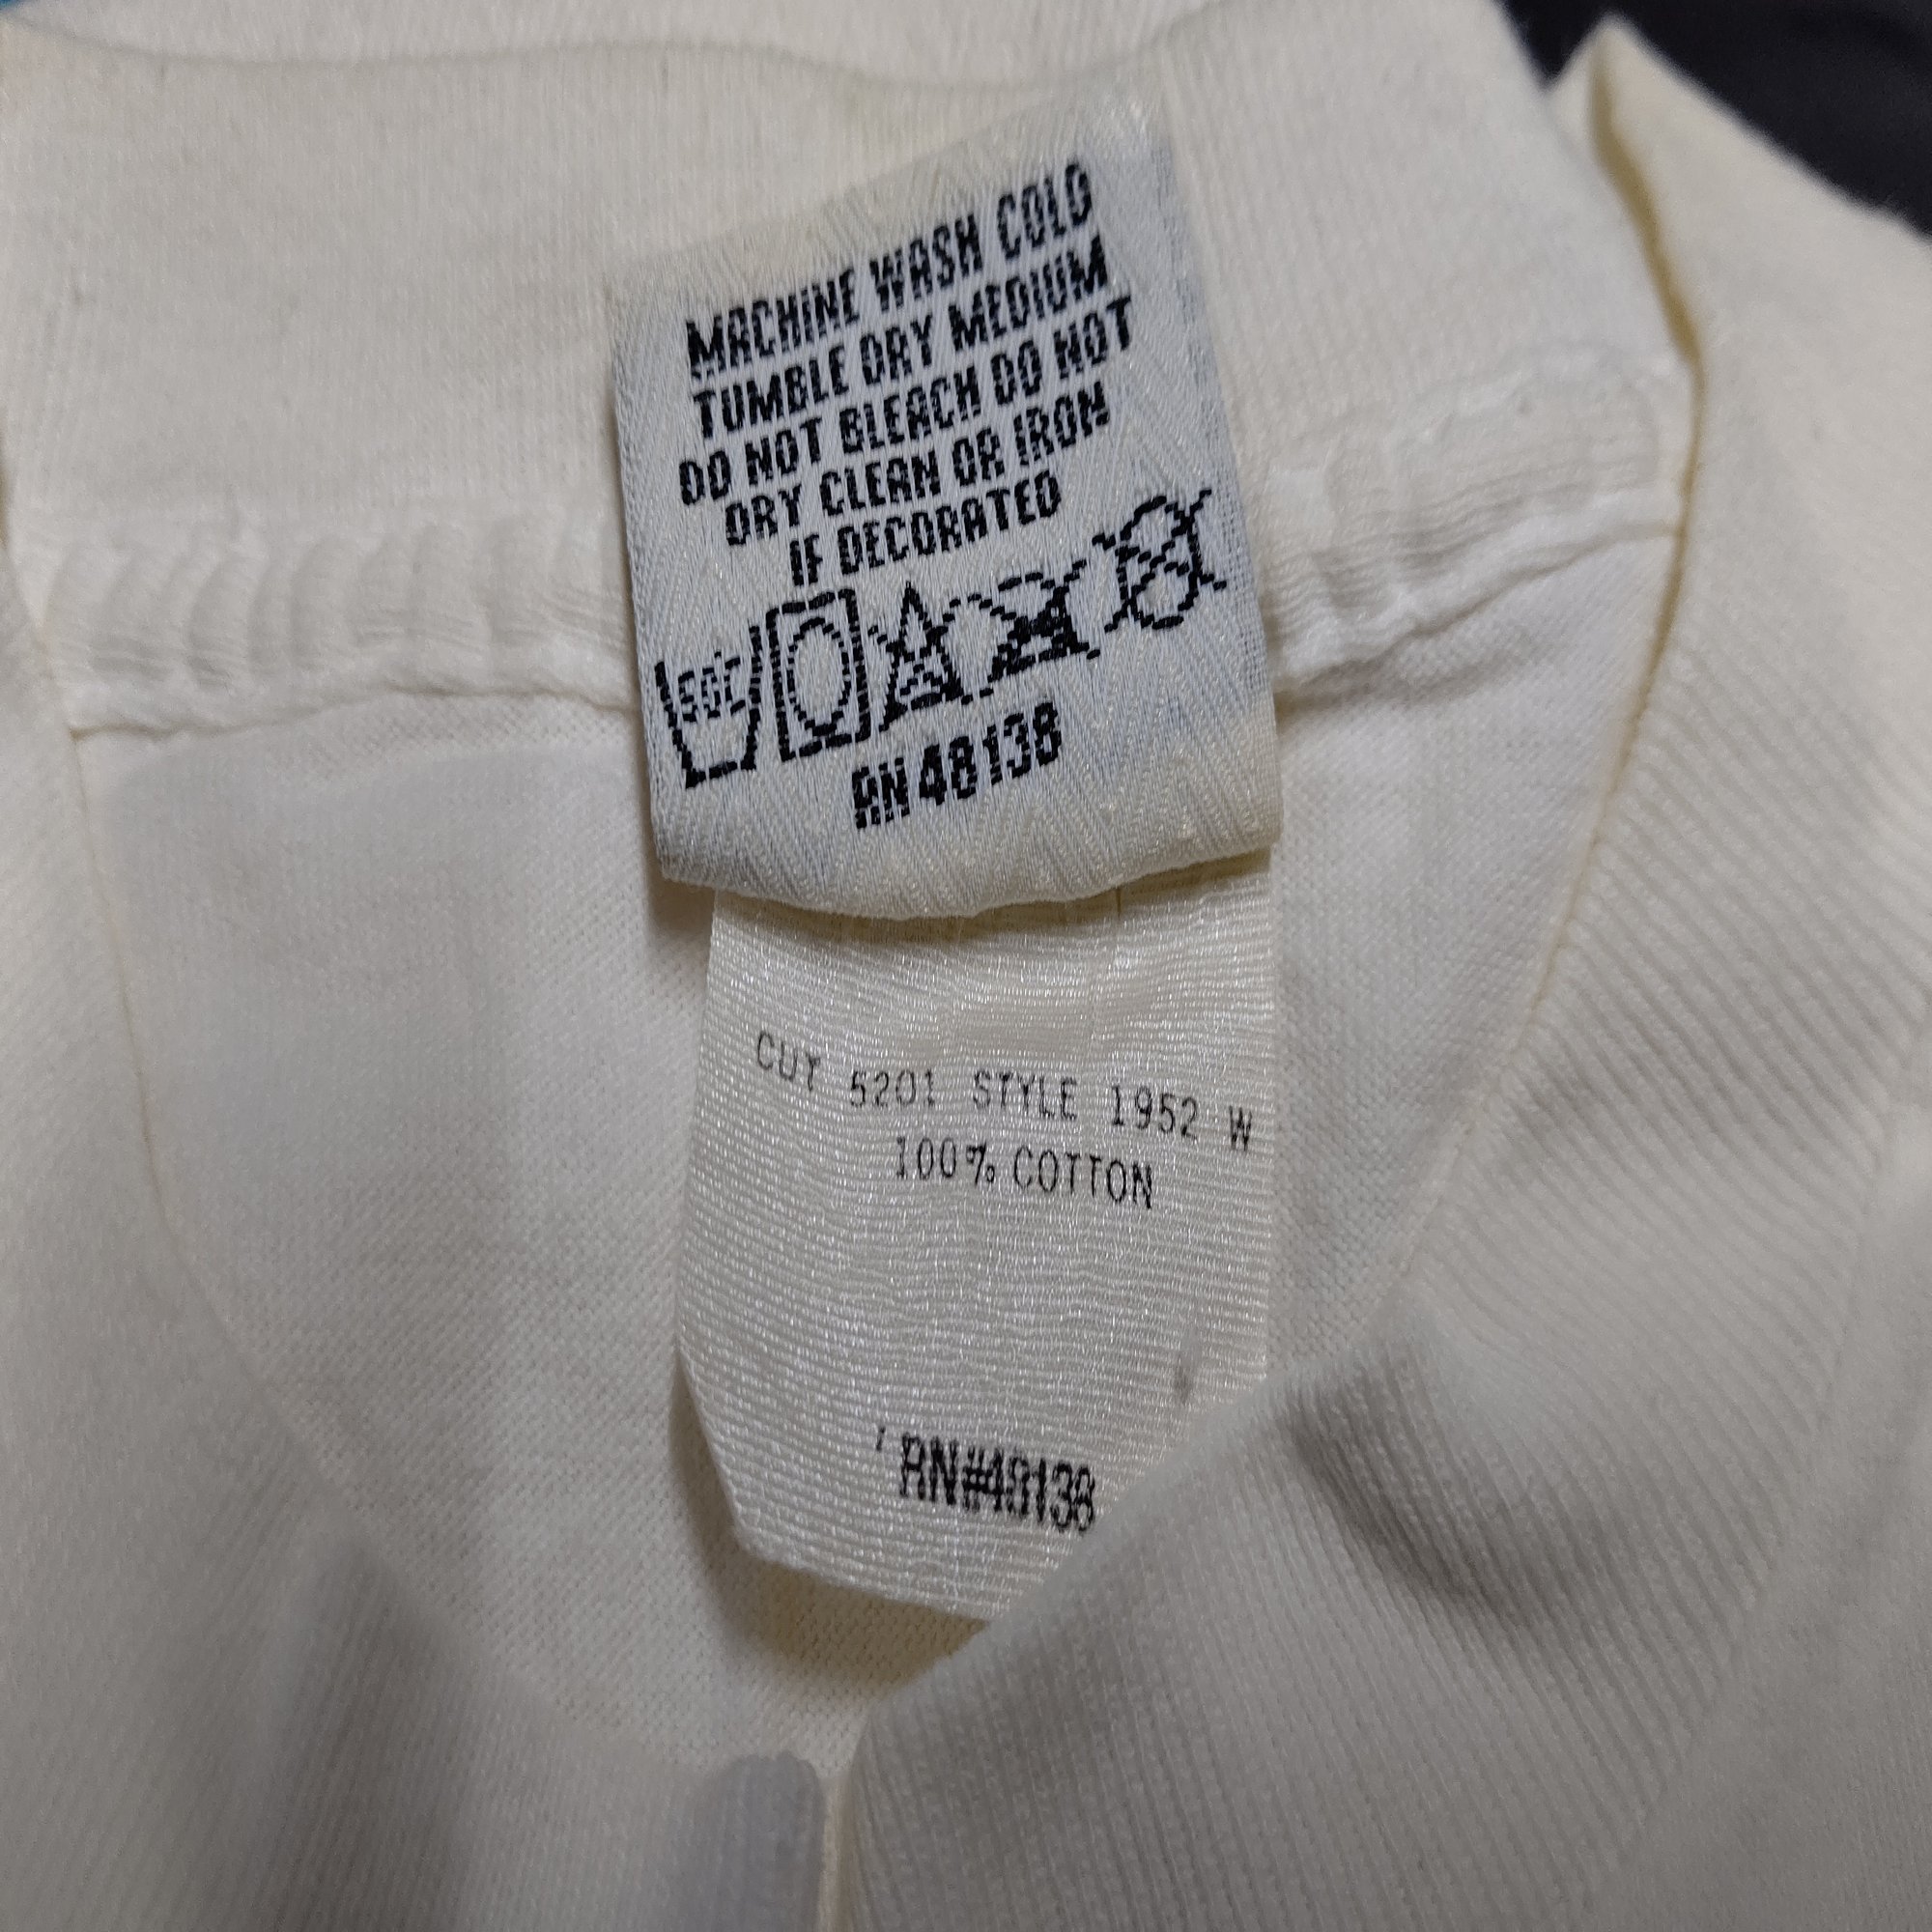 MACHINE WASH COLD
TUMBLE DRY MEDIUM
DO NOT BLEACH DO NOT
DRY CLEAN OR IRON
IF DECORATED
RN 48138
CUT 5201 STYLE 1952 W
100% COTTON
RN#48138